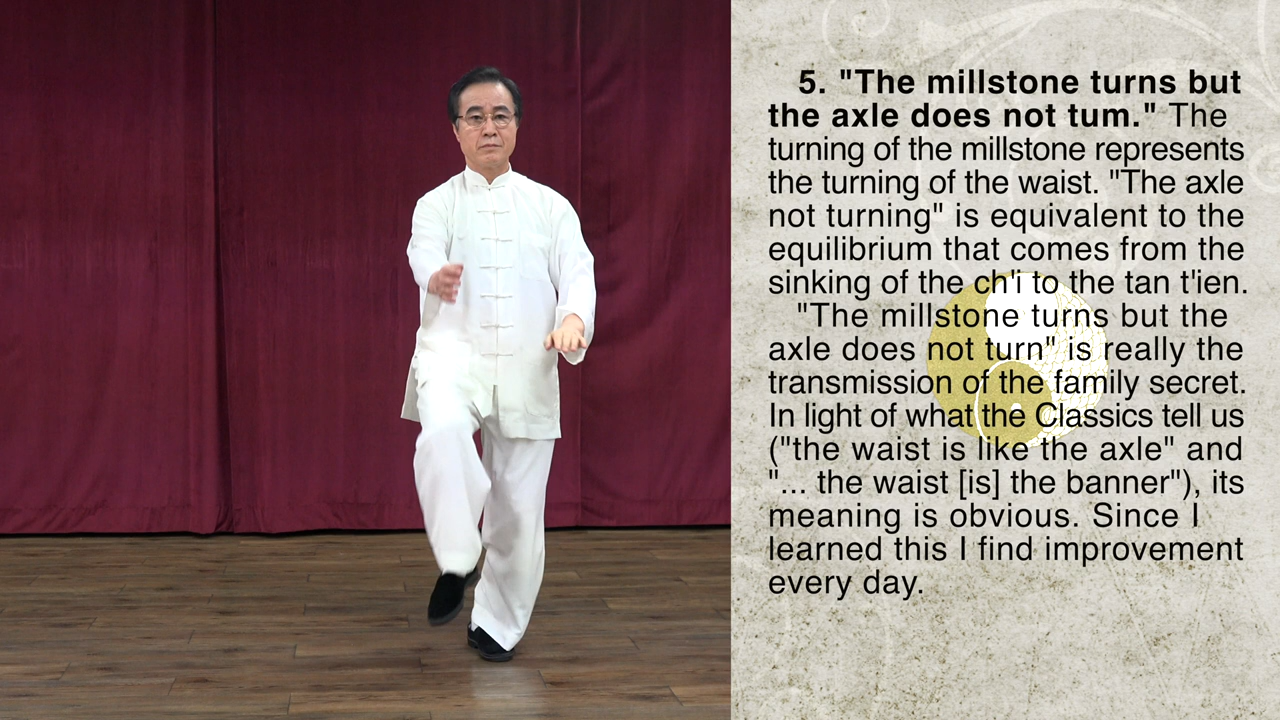 5. "The millstone turns but
the axle does not tum." The
turning of the millstone represents
the turning of the waist. "The axle
not turning" is equivalent to the
equilibrium that comes from the
sinking of the ch'i to the tan t'ien.
"The millstone turns but the
axle does not turn" is really the
transmission of the family secret.
In light of what the Classics tell us
("the waist is like the axle" and
"... the waist [is] the banner"), its
meaning is obvious. Since I
learned this I find improvement
every day.